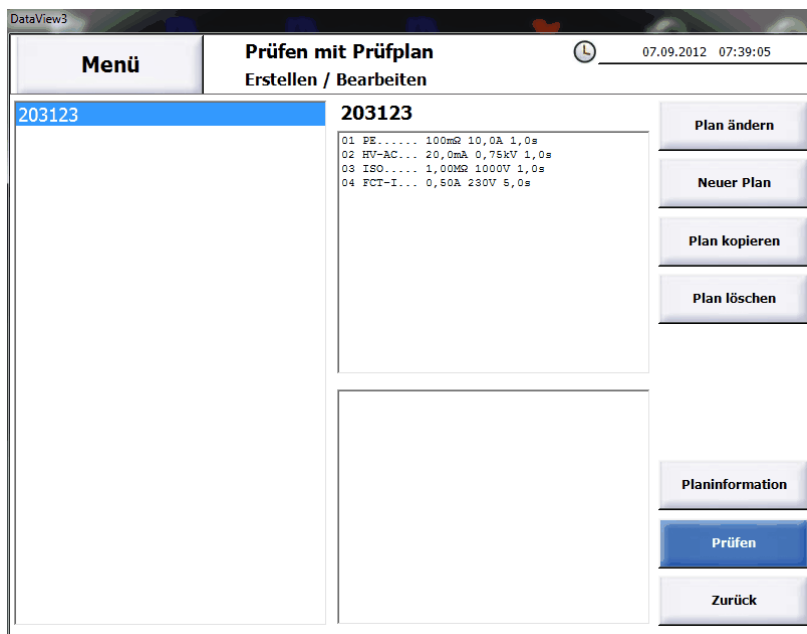 DataView3
Menü
Prüfen mit Prüfplan
Erstellen / Bearbeiten
07.09.2012 07:39:05
203123
203123
01 PE...... 100mΩ 10,0A 1,0s
02 HV-AC... 20,0mA 0,75kV 1,0s
03 ISO..... 1,00MΩ 1000V 1,0s
04 FCT-I... 0,50A 230V 5,0s
Plan ändern
Neuer Plan
Plan kopieren
Plan löschen
Planinformation
Prüfen
Zurück